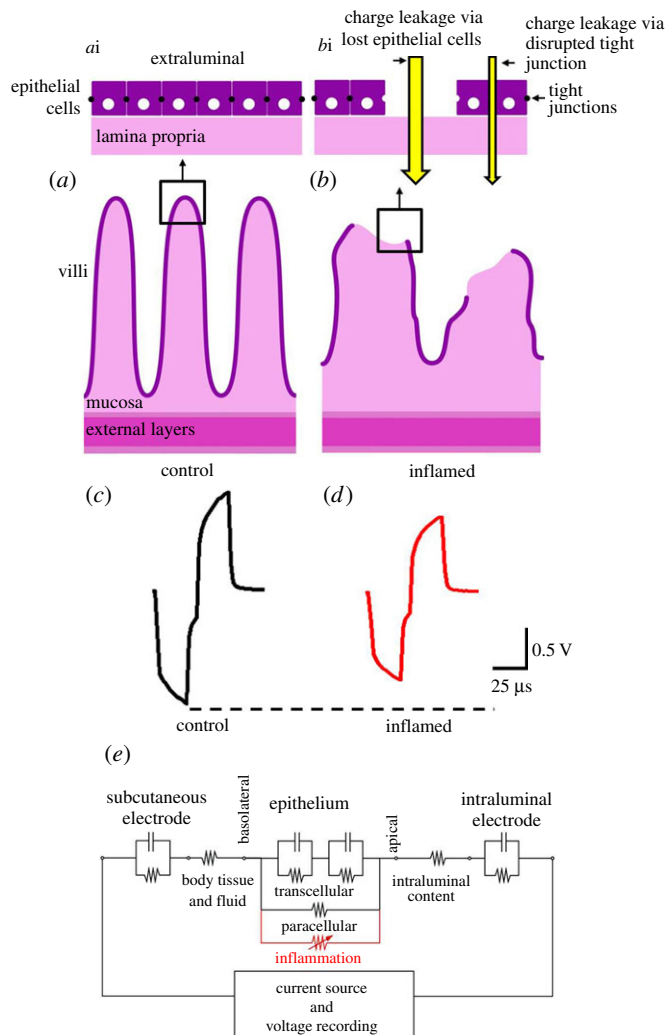 ai
extraluminal
epithelial
cells
lamina propria
bi
charge leakage via
lost epithelial cells
charge leakage via
disrupted tight
junction
tight
junctions
(a)
villi
mucosa
external layers
control
(b)
inflamed
(c)
control
(d)
inflamed
0.5 V
25 µs
(e)
subcutaneous
electrode
body tissue
and fluid
basolateral
epithelium
transcellular
paracellular
inflammation
apical
intraluminal
content
intraluminal
electrode
current source
and
voltage recording